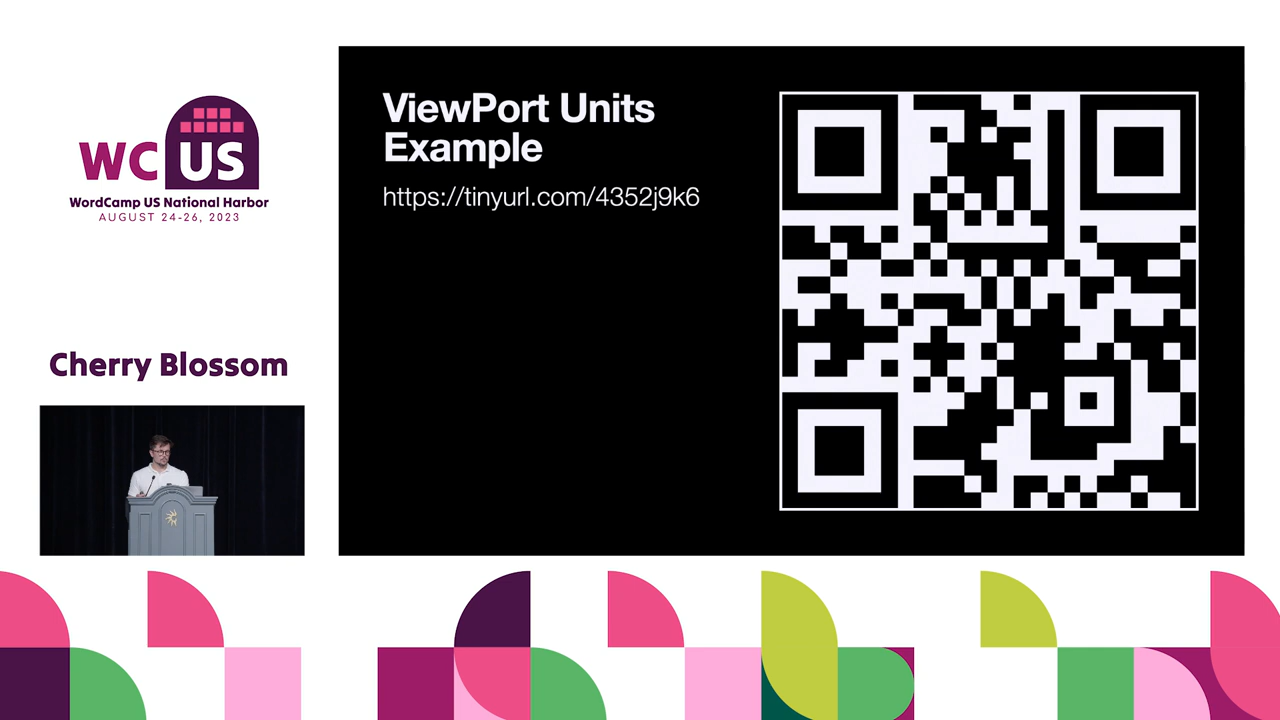 WC US
WordCamp US National Harbor
AUGUST 24-26, 2023
Cherry Blossom
ViewPort Units
Example
https://tinyurl.com/4352j9k6